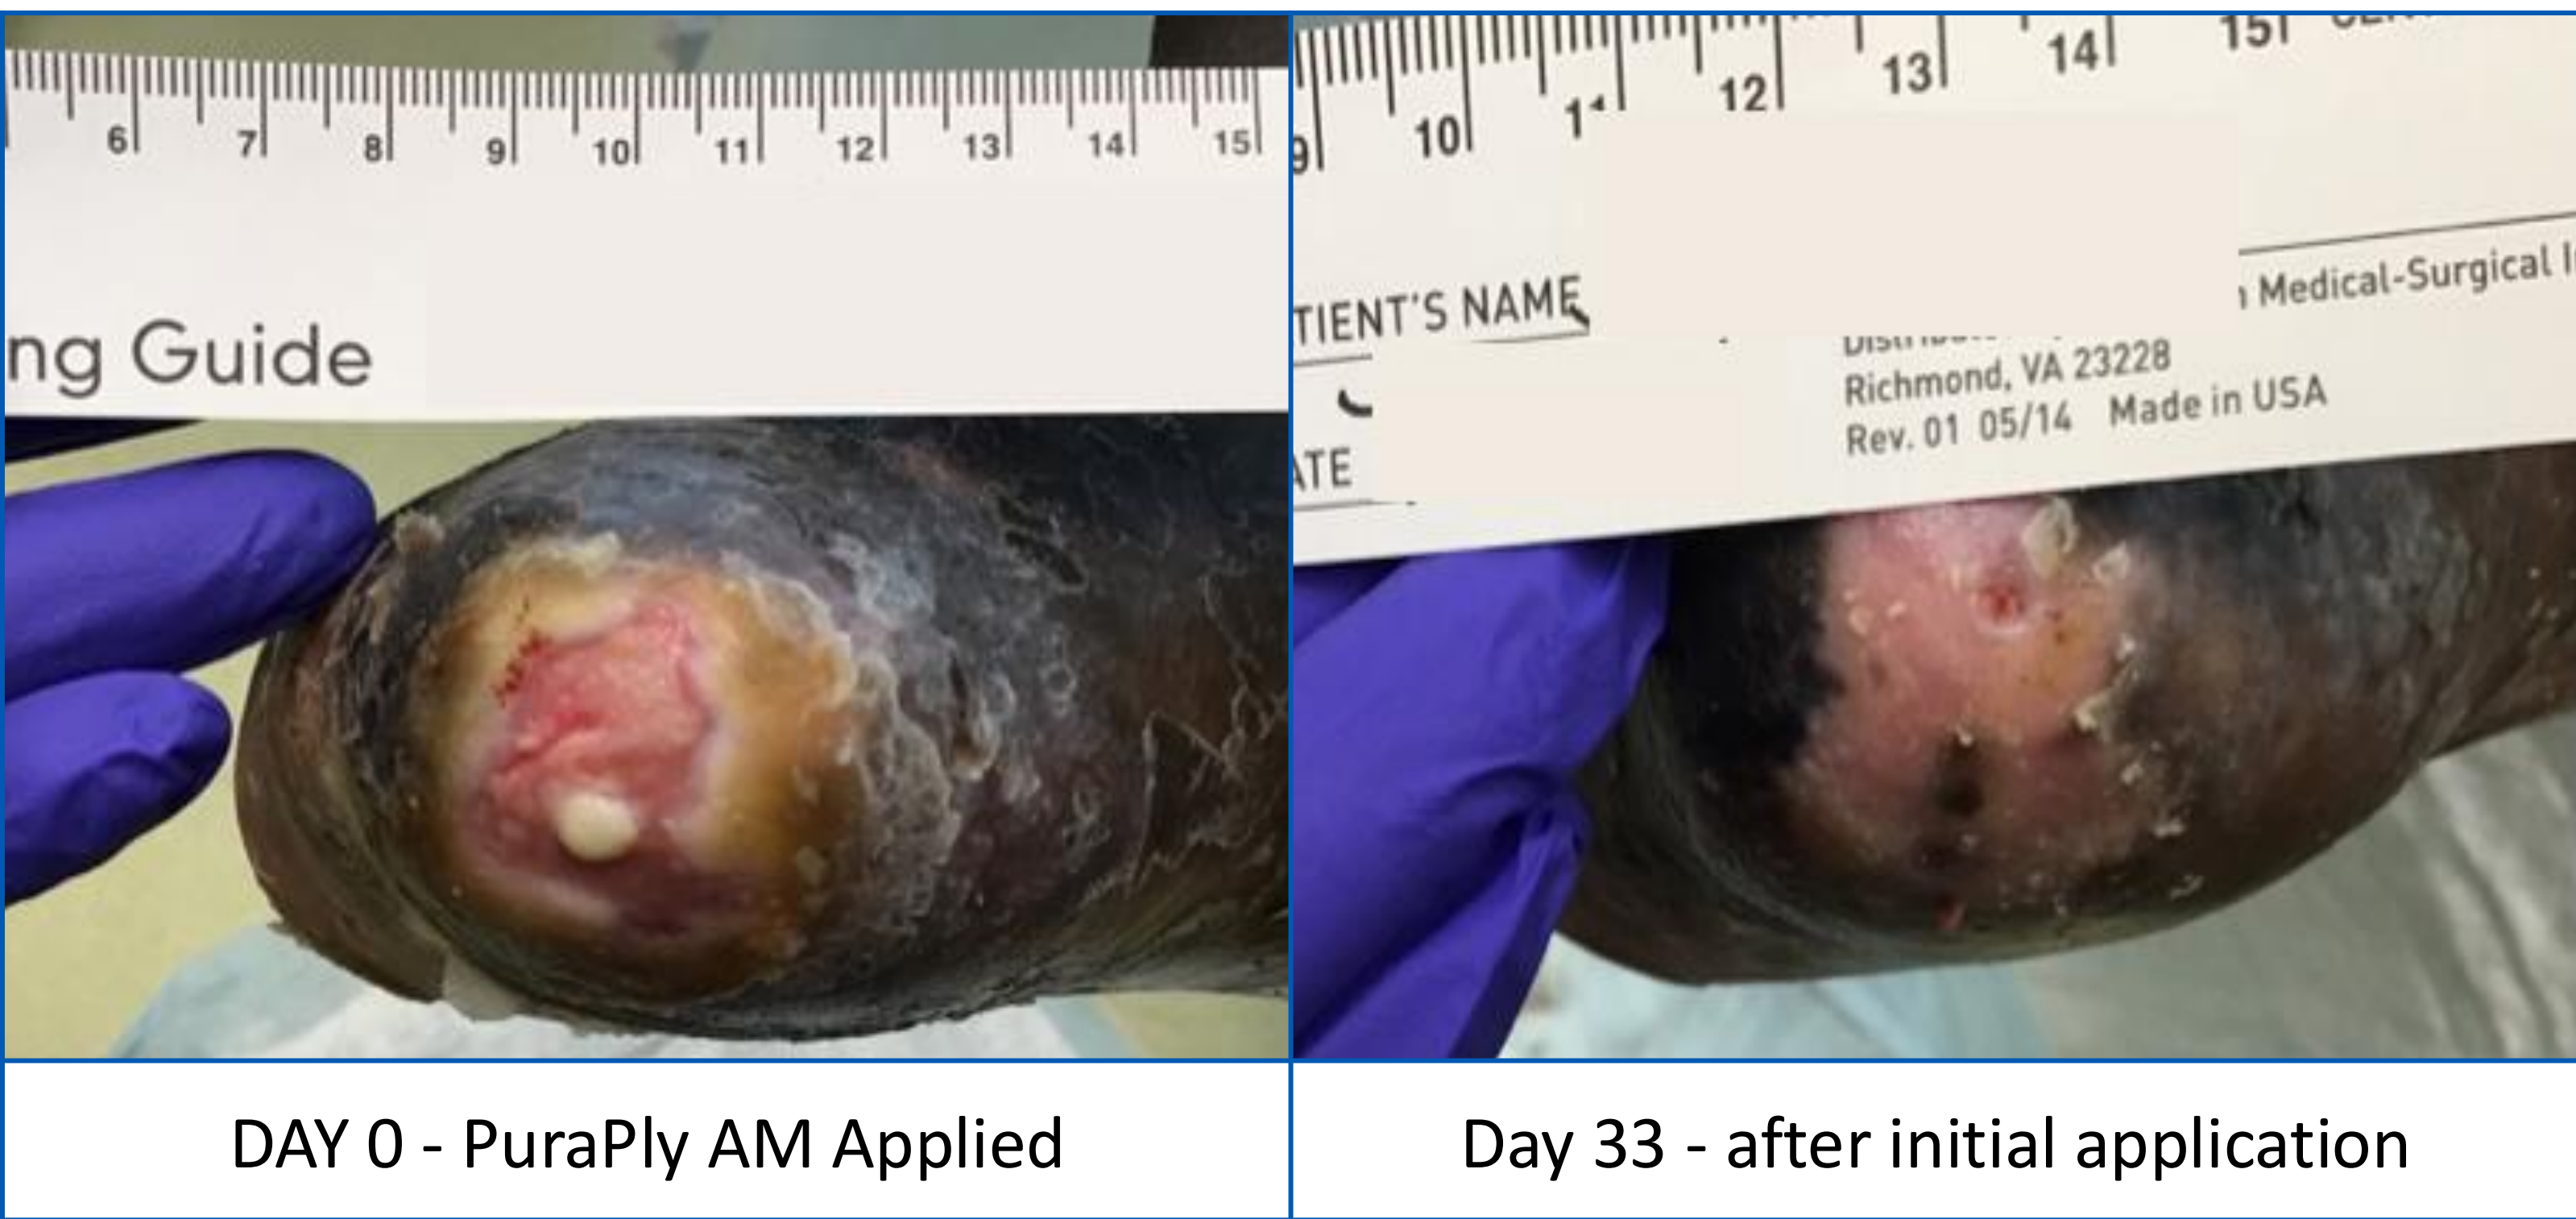 6 7 8 9 10 11 12 13 14 15
ng Guide
9 10 12 13 14 15
TIENT'S NAME
Medical-Surgical
Richmond, VA 23228
Rev. 01 05/14 Made in USA
ATE
DAY 0 - PuraPly AM Applied
Day 33 - after initial application